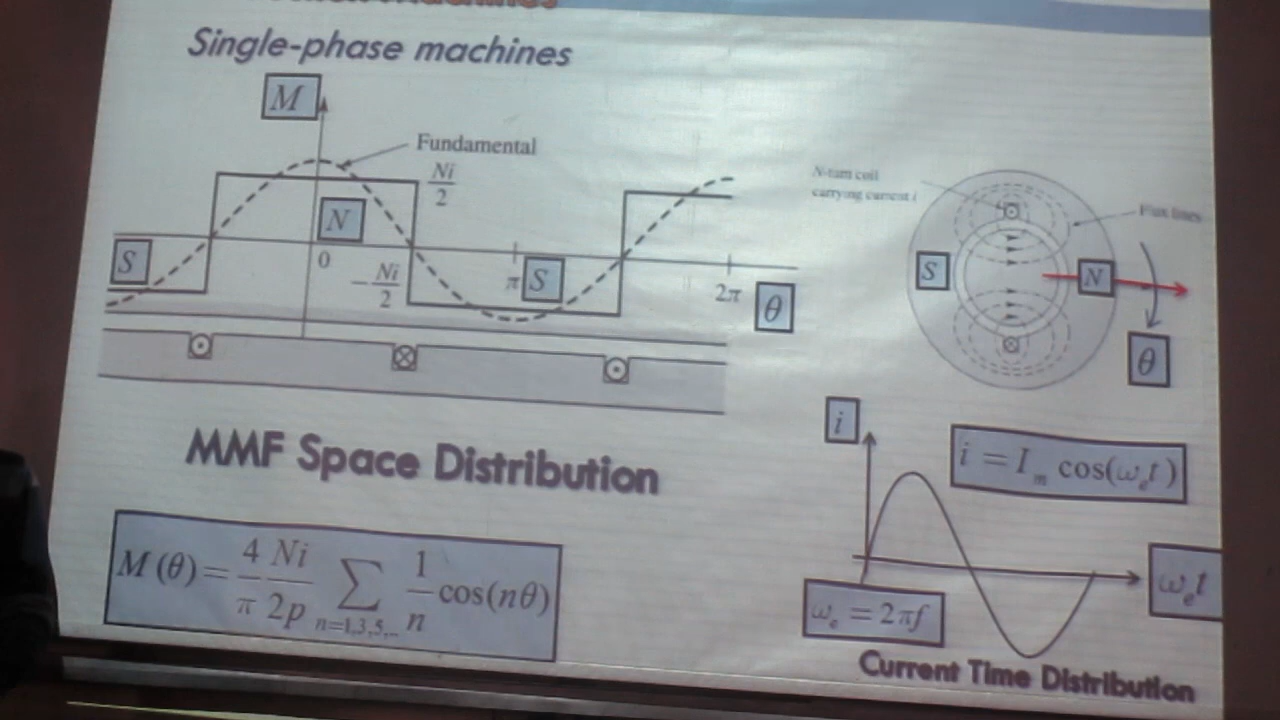 Machines
Single-phase machines
M
Fundamental
Ni/2
N
S
0
-Ni/2
π
S
2π
θ
N-turn coil
carrying current i
Flux lines
S
N
θ
MMF Space Distribution
M(θ) = 4/π Ni/2p ∑ n=1,3,5,.. 1/n cos(nθ)
i
i = I_m cos(ω_e t)
ω_e t
ω_e = 2πf
Current Time Distribution